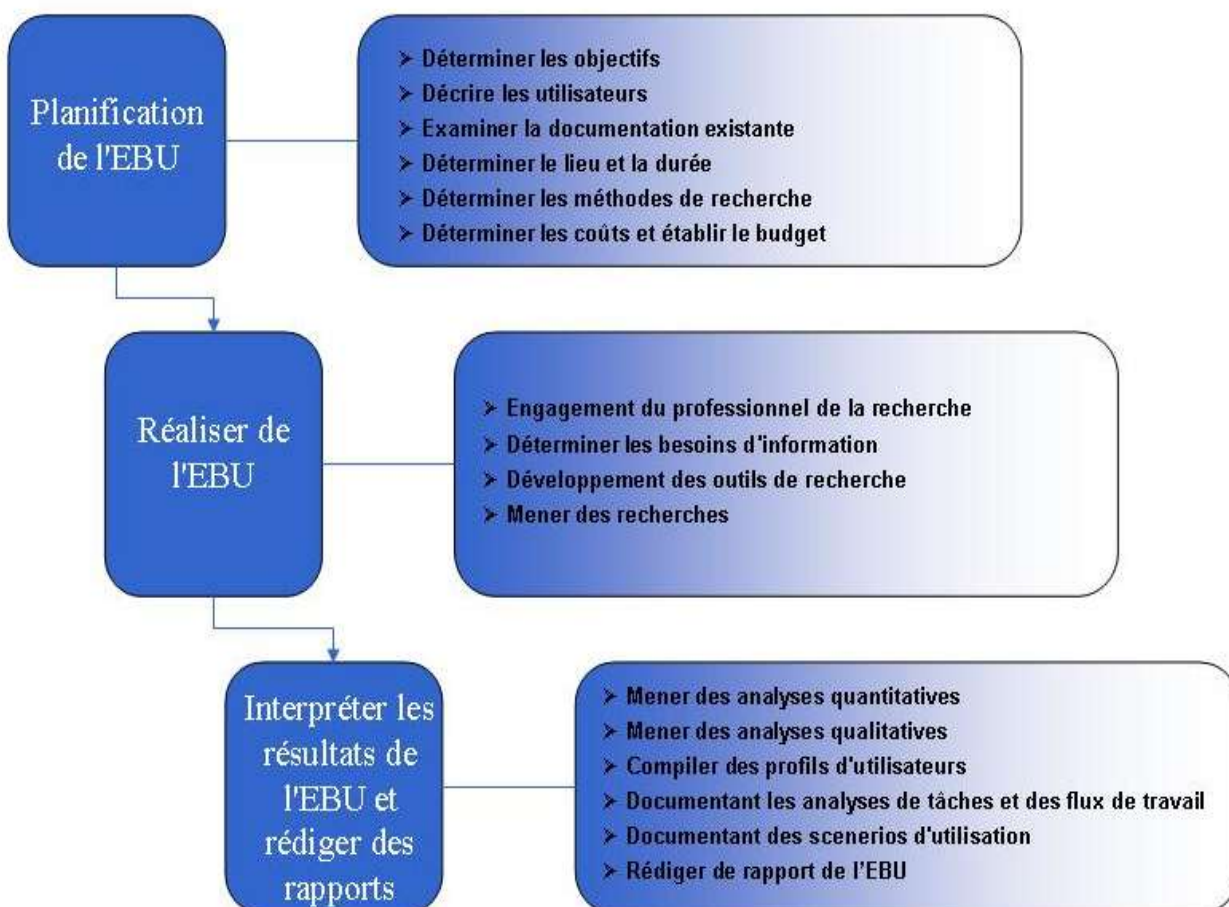 Planification
de l'EBU
➢ Déterminer les objectifs
➢ Décrire les utilisateurs
➢ Examiner la documentation existante
➢ Déterminer le lieu et la durée
➢ Déterminer les méthodes de recherche
➢ Déterminer les coûts et établir le budget
Réaliser de
l'EBU
➢ Engagement du professionnel de la recherche
➢ Déterminer les besoins d'information
➢ Développement des outils de recherche
➢ Mener des recherches
Interpréter les
résultats de
l'EBU et
rédiger des
rapports
➢ Mener des analyses quantitatives
➢ Mener des analyses qualitatives
➢ Compiler des profils d'utilisateurs
➢ Documentant les analyses de tâches et des flux de travail
➢ Documentant des scenerios d'utilisation
➢ Rédiger de rapport de l’EBU